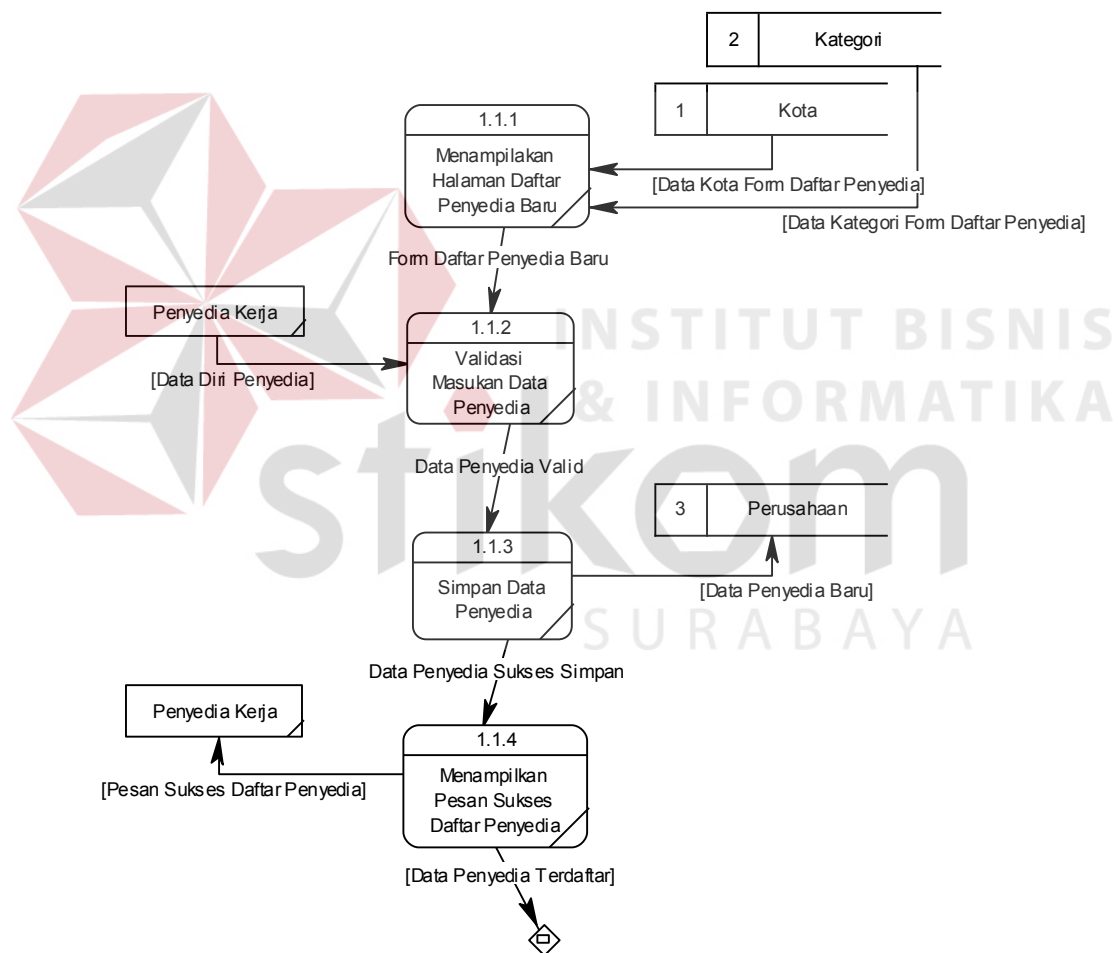 2 Kategori
1 Kota
1.1.1
Menampilakan
Halaman Daftar
Penyedia Baru
[Data Kota Form Daftar Penyedia]
[Data Kategori Form Daftar Penyedia]
Form Daftar Penyedia Baru
Penyedia Kerja
[Data Diri Penyedia]
1.1.2
Validasi
Masukan Data
Penyedia
INSTITUT BISNIS
& INFORMATIKA
stikom
SURABAYA
Data Penyedia Valid
3 Perusahaan
1.1.3
Simpan Data
Penyedia
[Data Penyedia Baru]
Data Penyedia Sukses Simpan
Penyedia Kerja
[Pesan Sukses Daftar Penyedia]
1.1.4
Menampilkan
Pesan Sukses
Daftar Penyedia
[Data Penyedia Terdaftar]